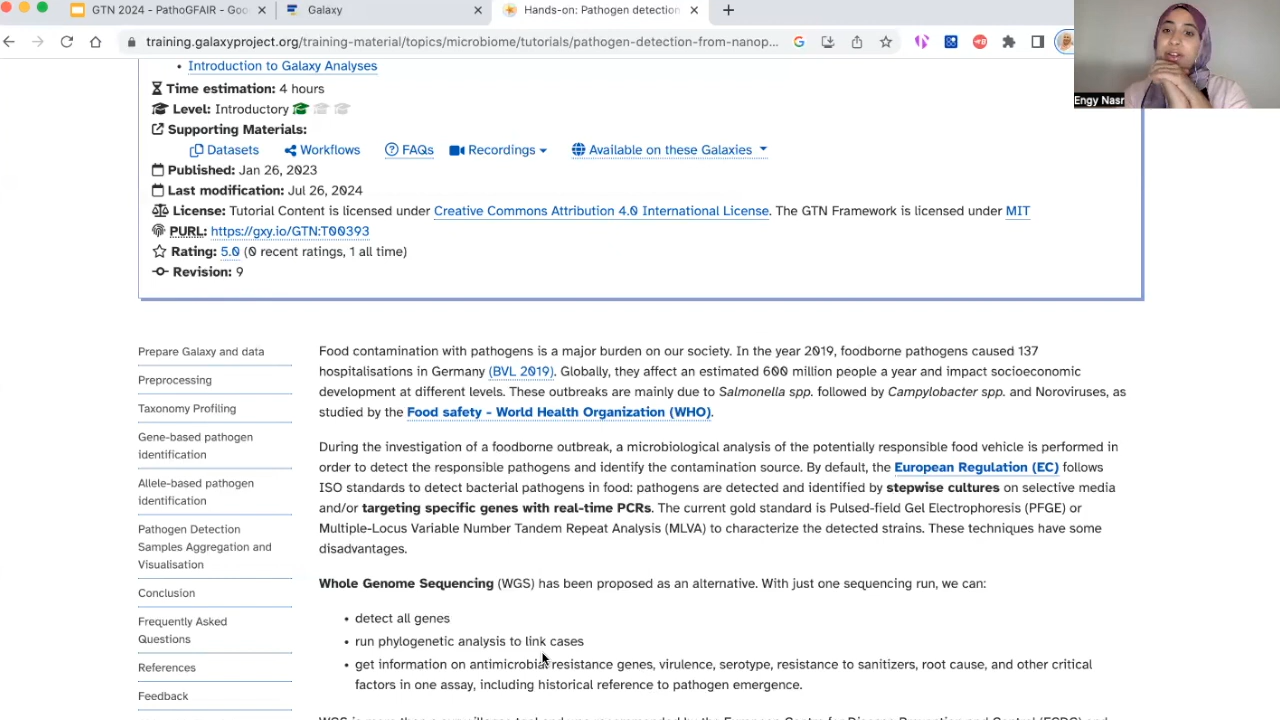 GTN 2024 - PathoGFAIR - Goo
Galaxy
Hands-on: Pathogen detection
training.galaxyproject.org/training-material/topics/microbiome/tutorials/pathogen-detection-from-nanop...
Engy Nasr
• Introduction to Galaxy Analyses
Time estimation: 4 hours
Level: Introductory
Supporting Materials:
Datasets Workflows FAQs Recordings Available on these Galaxies
Published: Jan 26, 2023
Last modification: Jul 26, 2024
License: Tutorial Content is licensed under Creative Commons Attribution 4.0 International License. The GTN Framework is licensed under MIT
PURL: https://gxy.io/GTN:T00393
Rating: 5.0 (0 recent ratings, 1 all time)
Revision: 9
Prepare Galaxy and data
Preprocessing
Taxonomy Profiling
Gene-based pathogen
identification
Allele-based pathogen
identification
Pathogen Detection
Samples Aggregation and
Visualisation
Conclusion
Frequently Asked
Questions
References
Feedback
Food contamination with pathogens is a major burden on our society. In the year 2019, foodborne pathogens caused 137
hospitalisations in Germany (BVL 2019). Globally, they affect an estimated 600 million people a year and impact socioeconomic
development at different levels. These outbreaks are mainly due to Salmonella spp. followed by Campylobacter spp. and Noroviruses, as
studied by the Food safety - World Health Organization (WHO).
During the investigation of a foodborne outbreak, a microbiological analysis of the potentially responsible food vehicle is performed in
order to detect the responsible pathogens and identify the contamination source. By default, the European Regulation (EC) follows
ISO standards to detect bacterial pathogens in food: pathogens are detected and identified by stepwise cultures on selective media
and/or targeting specific genes with real-time PCRs. The current gold standard is Pulsed-field Gel Electrophoresis (PFGE) or
Multiple-Locus Variable Number Tandem Repeat Analysis (MLVA) to characterize the detected strains. These techniques have some
disadvantages.
Whole Genome Sequencing (WGS) has been proposed as an alternative. With just one sequencing run, we can:
• detect all genes
• run phylogenetic analysis to link cases
• get information on antimicrobial resistance genes, virulence, serotype, resistance to sanitizers, root cause, and other critical
factors in one assay, including historical reference to pathogen emergence.